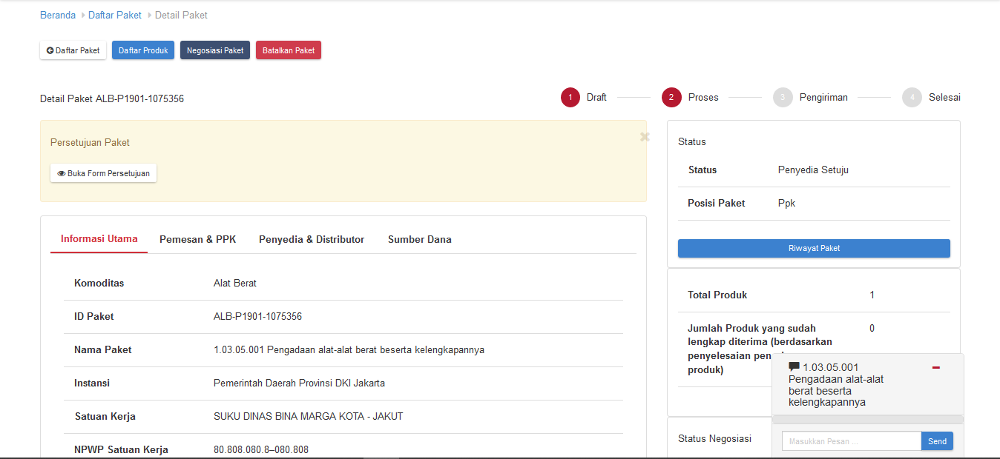 Beranda Daftar Paket Detail Paket
Daftar Paket Daftar Produk Negosiasi Paket Batalkan Paket
Detail Paket ALB-P1901-1075356
1 Draft 2 Proses 3 Pengiriman 4 Selesai
Persetujuan Paket
Buka Form Persetujuan
Informasi Utama Pemesan & PPK Penyedia & Distributor Sumber Dana
Komoditas Alat Berat
ID Paket ALB-P1901-1075356
Nama Paket 1.03.05.001 Pengadaan alat-alat berat beserta kelengkapannya
Instansi Pemerintah Daerah Provinsi DKI Jakarta
Satuan Kerja SUKU DINAS BINA MARGA KOTA - JAKUT
NPWP Satuan Kerja 80.808.080.8–080.808
Status
Status Penyedia Setuju
Posisi Paket Ppk
Riwayat Paket
Total Produk 1
Jumlah Produk yang sudah 0
lengkap diterima (berdasarkan
penyelesaian
produk)
Status Negosiasi
1.03.05.001
Pengadaan alat-alat
berat beserta
kelengkapannya
Masukkan Pesan ... Send